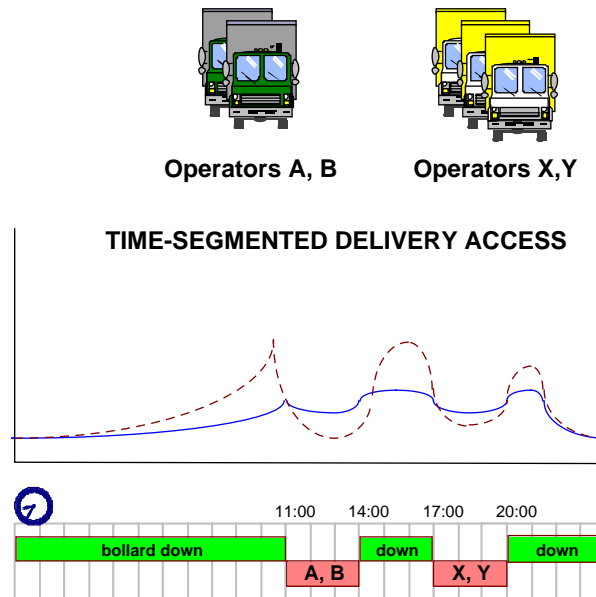 Operators A, B
Operators X,Y
TIME-SEGMENTED DELIVERY ACCESS
11:00 14:00 17:00 20:00
bollard down
down
down
A, B
X, Y